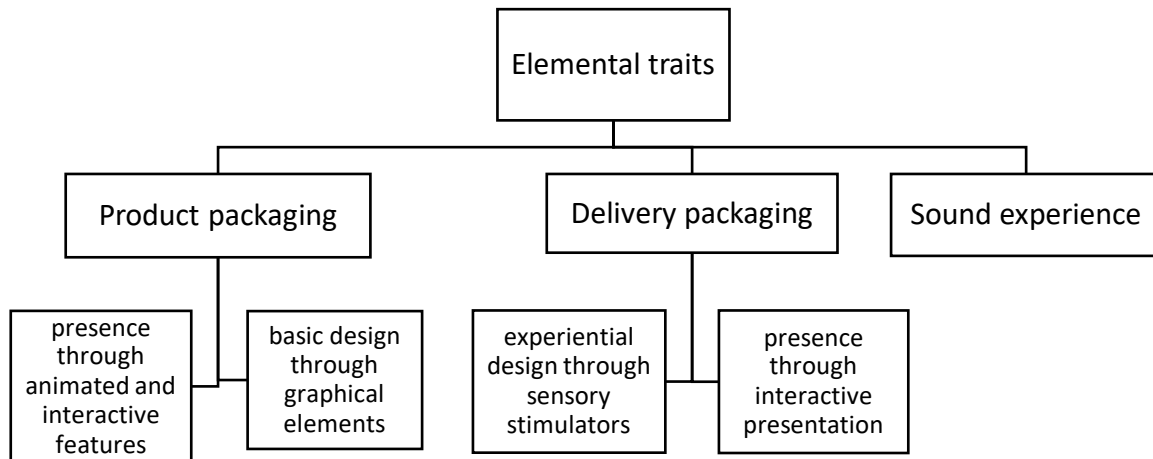 Elemental traits
Product packaging
Delivery packaging
Sound experience
presence
through
animated and
interactive
features
basic design
through
graphical
elements
experiential
design through
sensory
stimulators
presence
through
interactive
presentation